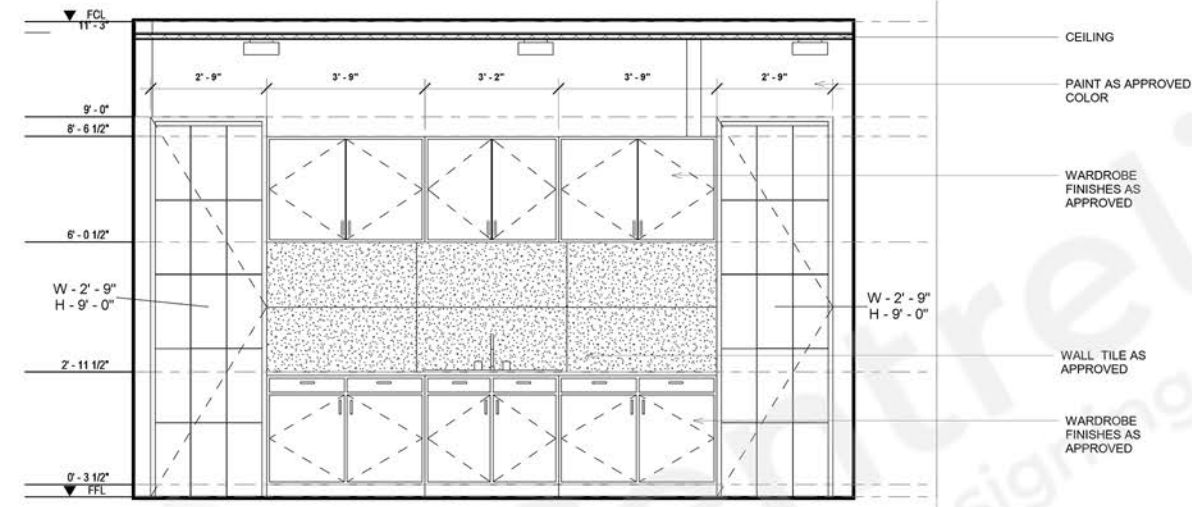 FCL
11' - 3"
CEILING
2' - 9"
3' - 9"
3' - 2"
3' - 9"
2' - 9"
PAINT AS APPROVED
COLOR
9' - 0"
8' - 6 1/2"
WARDROBE
FINISHES AS
APPROVED
6' - 0 1/2"
W - 2' - 9"
H - 9' - 0"
W - 2' - 9"
H - 9' - 0"
WALL TILE AS
APPROVED
2' - 11 1/2"
WARDROBE
FINISHES AS
APPROVED
0' - 3 1/2"
FFL